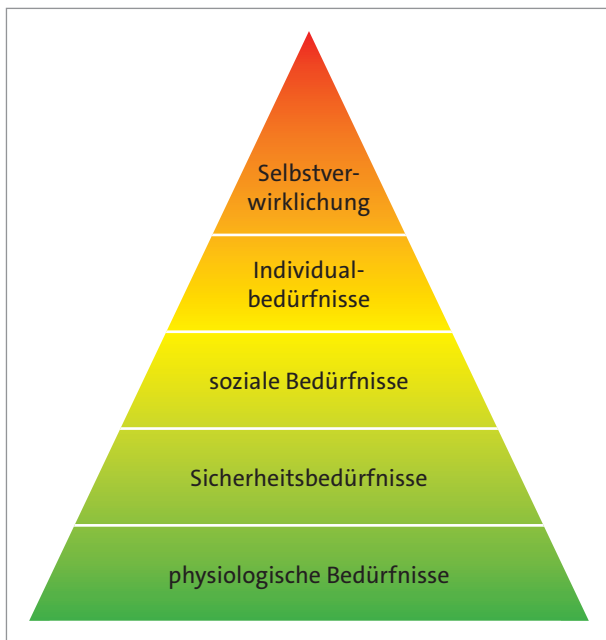 Selbstver-
wirklichung
Individual-
bedürfnisse
soziale Bedürfnisse
Sicherheitsbedürfnisse
physiologische Bedürfnisse